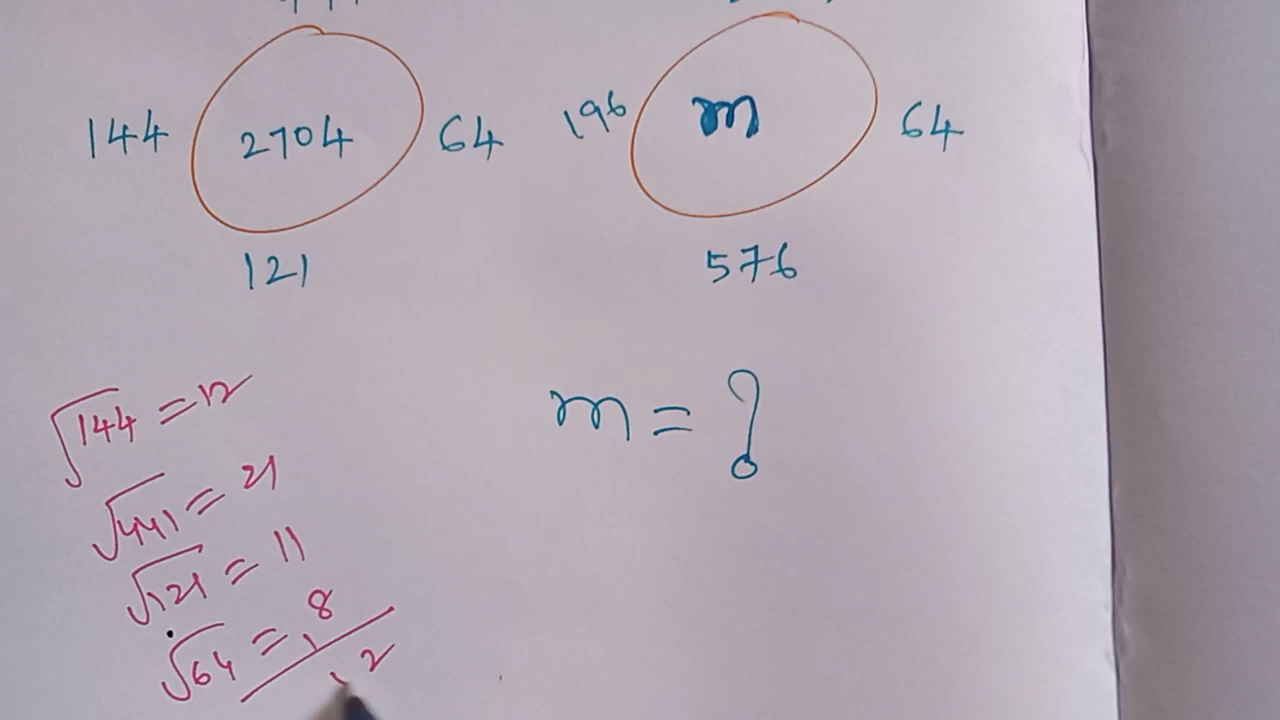 144 2704 64 196 m 64
121 576
m = ?
√144 = 12
√441 = 21
√121 = 11
√64 = 8
2